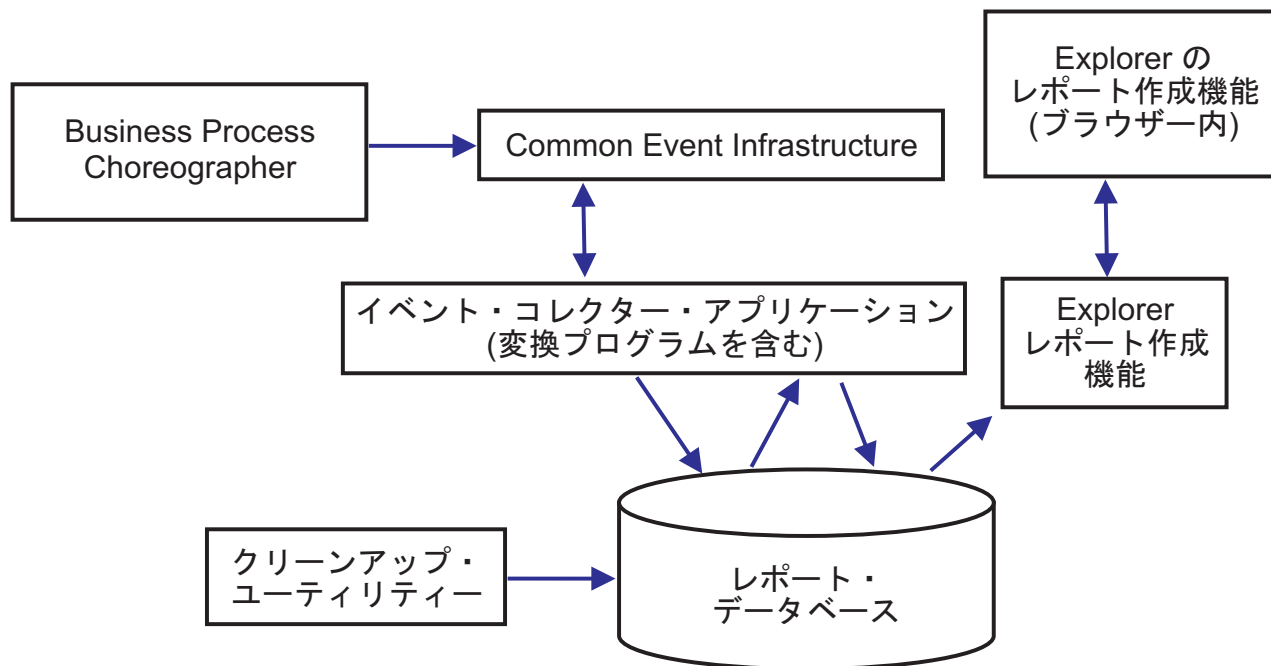 Business Process
Choreographer
Common Event Infrastructure
Explorer の
レポート作成機能
(ブラウザー内)
イベント・コレクター・アプリケーション
(変換プログラムを含む)
Explorer
レポート作成
機能
クリーンアップ・
ユーティリティー
レポート・
データベース